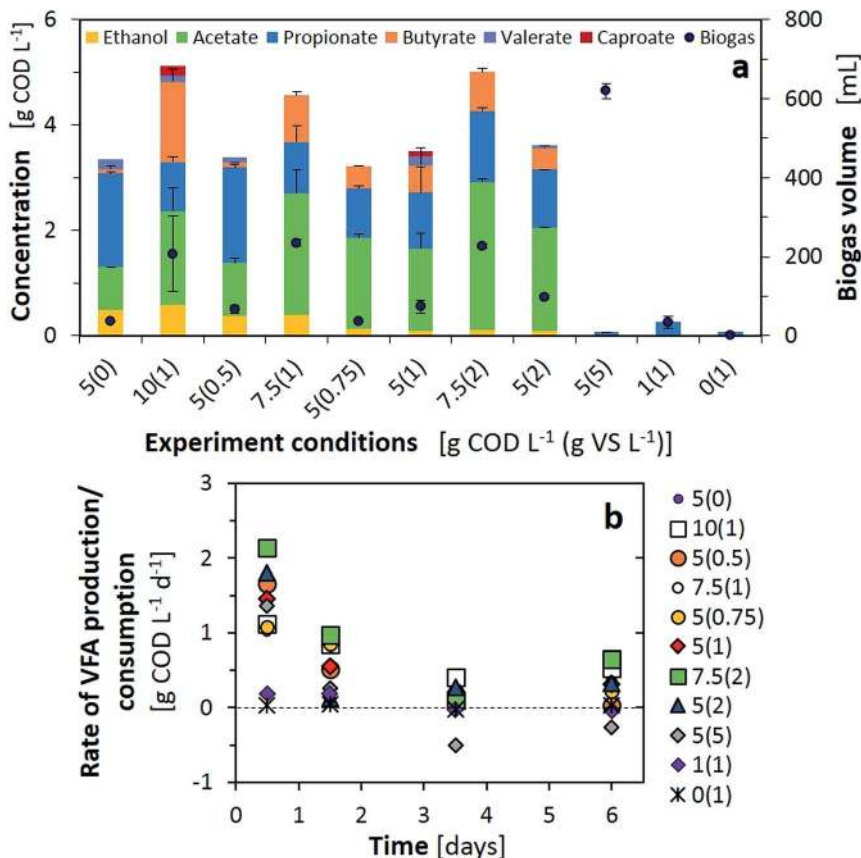 Ethanol Acetate Propionate Butyrate Valerate Caproate Biogas
a
Concentration [g COD L⁻¹]
6
4
2
0
Biogas volume [mL]
800
600
400
200
0
5(0) 10(1) 5(0.5) 7.5(1) 5(0.75) 5(1) 7.5(2) 5(2) 5(5) 1(1) 0(1)
Experiment conditions [g COD L⁻¹ (g VS L⁻¹)]
b
Rate of VFA production/
consumption
[g COD L⁻¹ d⁻¹]
3
2
1
0
-1
0 1 2 3 4 5 6
Time [days]
5(0)
10(1)
5(0.5)
7.5(1)
5(0.75)
5(1)
7.5(2)
5(2)
5(5)
1(1)
0(1)